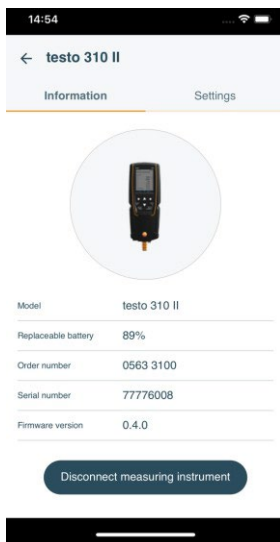 14:54
← testo 310 II
Information Settings
Model testo 310 II
Replaceable battery 89%
Order number 0563 3100
Serial number 77776008
Firmware version 0.4.0
Disconnect measuring instrument